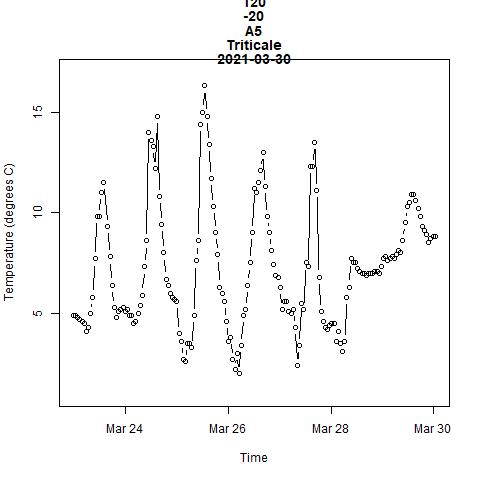 120
-20
A5
Triticale
2021-03-30
Temperature (degrees C)
15
10
5
Mar 24
Mar 26
Mar 28
Mar 30
Time